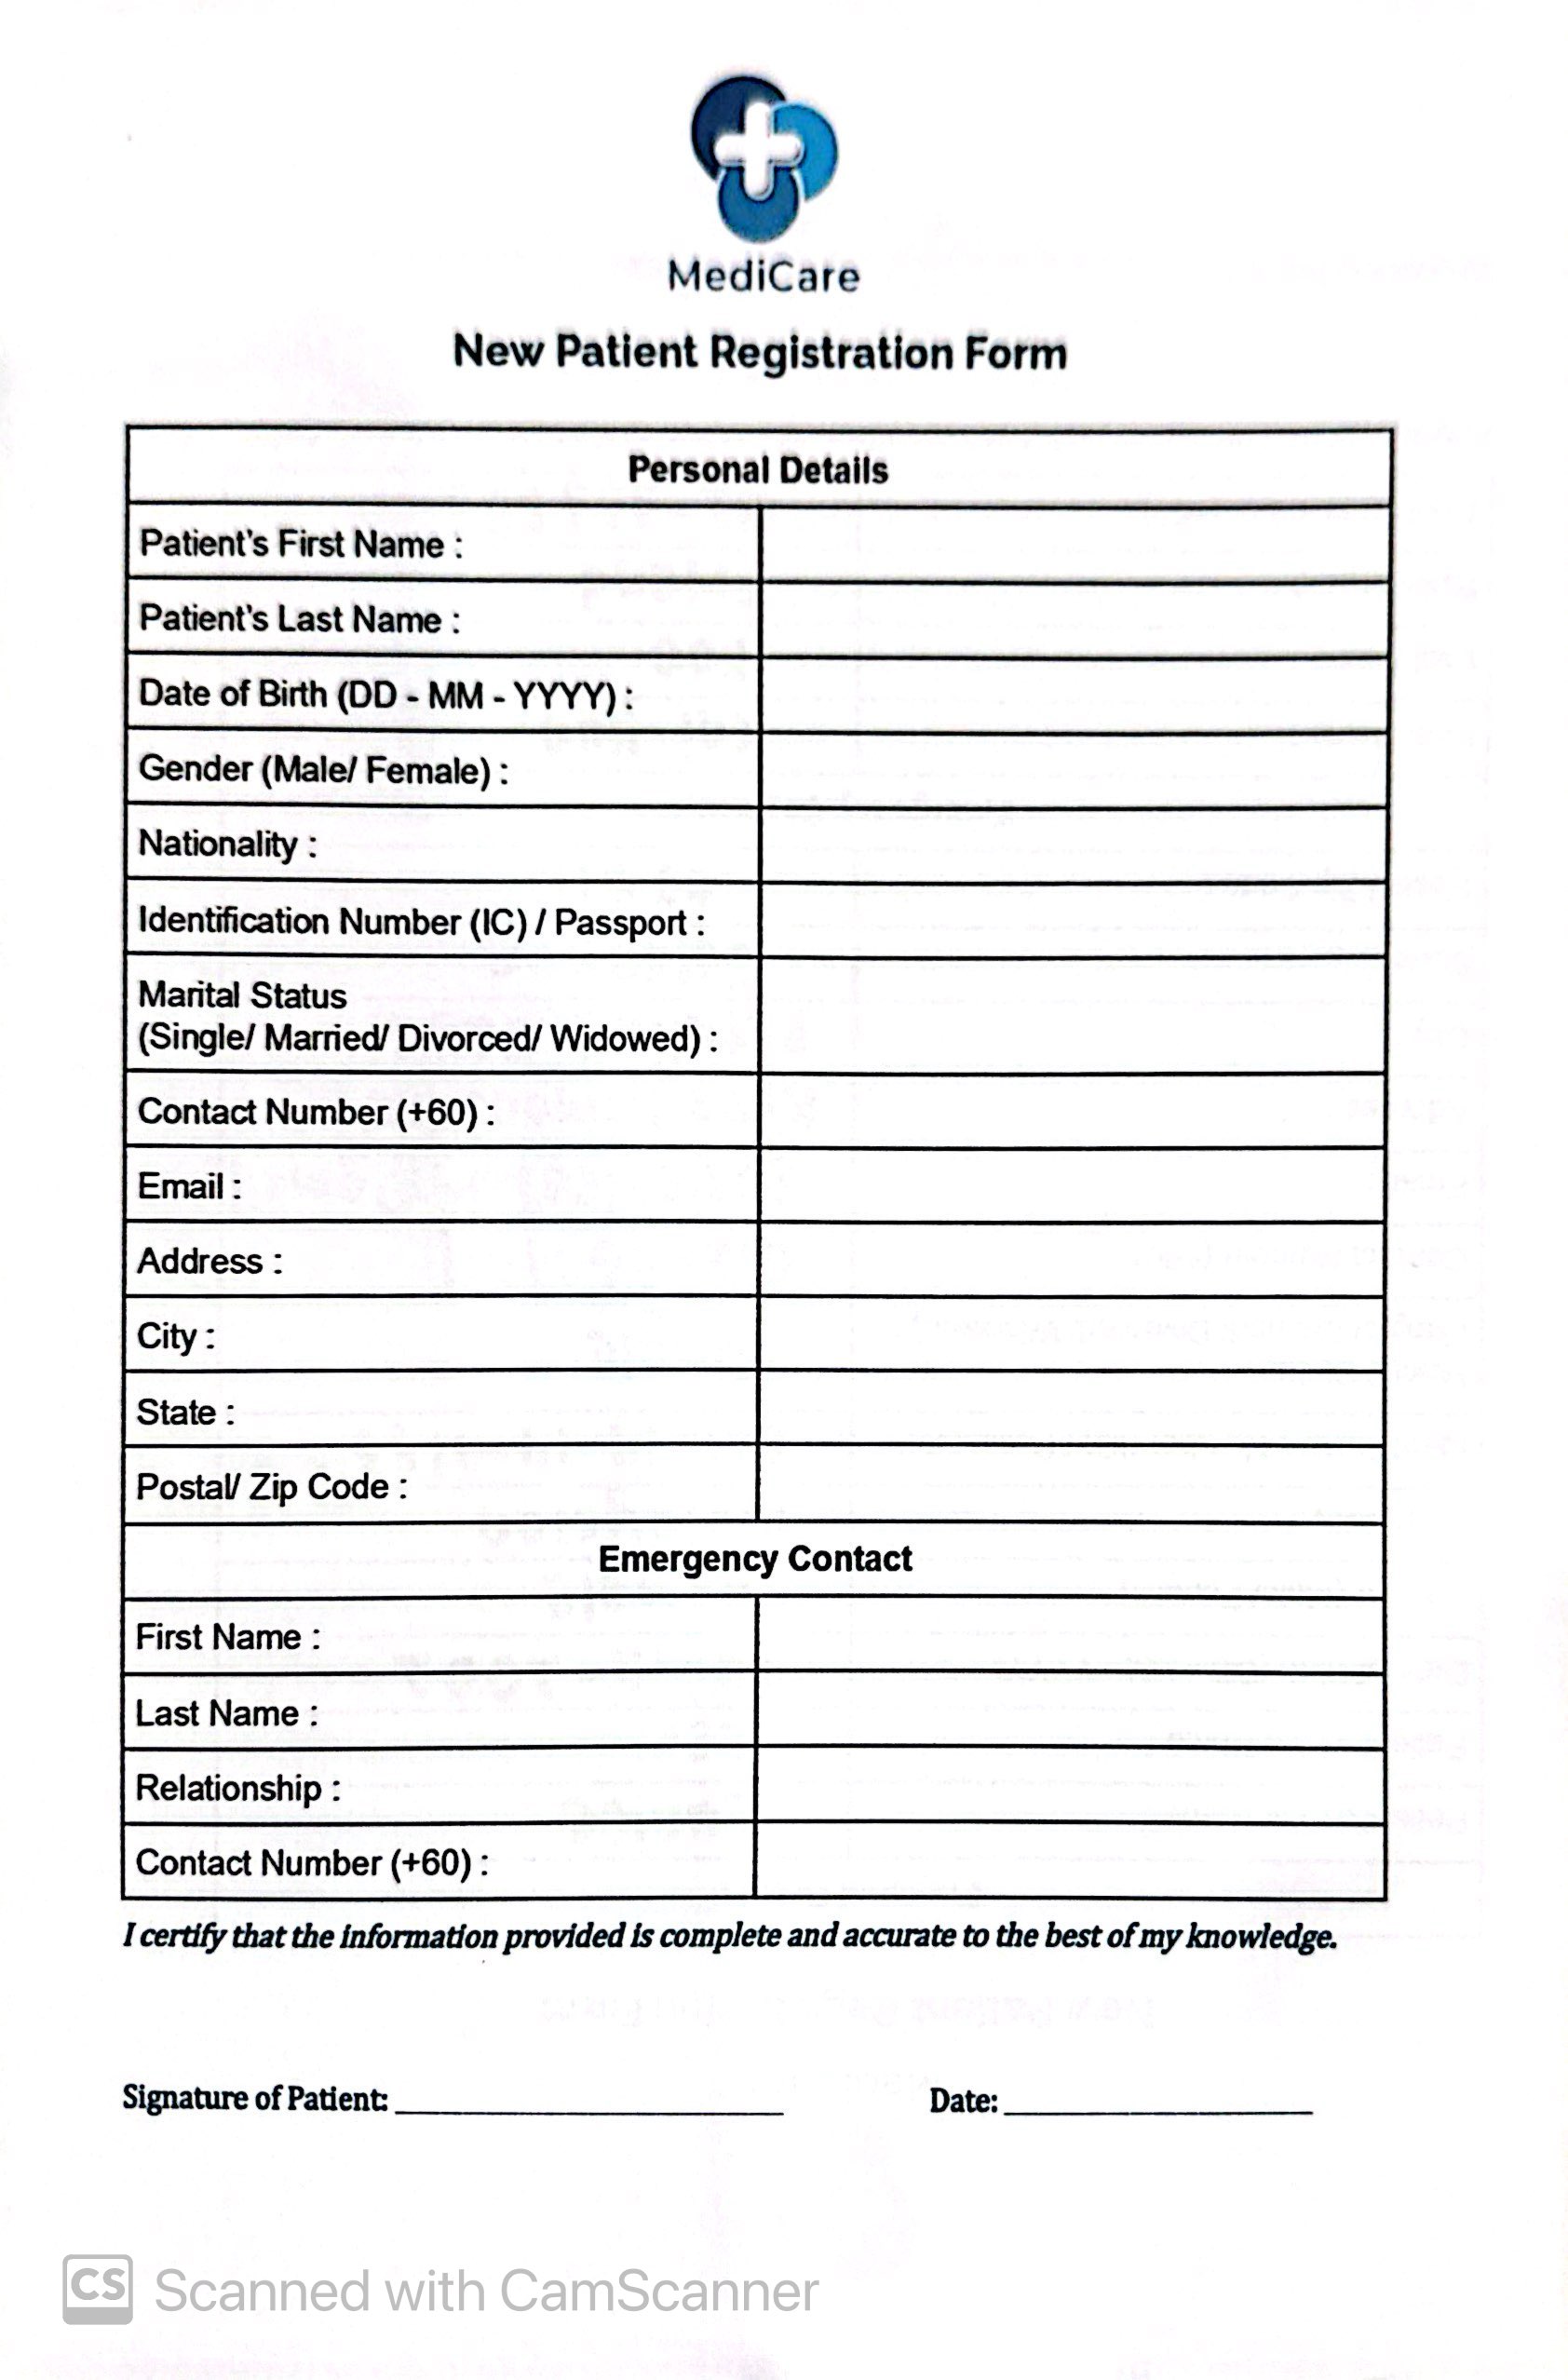 MediCare
New Patient Registration Form
Personal Details
Patient's First Name :
Patient's Last Name :
Date of Birth (DD - MM - YYYY) :
Gender (Male/ Female) :
Nationality :
Identification Number (IC) / Passport :
Marital Status
(Single/ Married/ Divorced/ Widowed) :
Contact Number (+60) :
Email :
Address :
City :
State :
Postal/ Zip Code :
Emergency Contact
First Name :
Last Name :
Relationship :
Contact Number (+60) :
I certify that the information provided is complete and accurate to the best of my knowledge.
Signature of Patient: Date:
CS Scanned with CamScanner